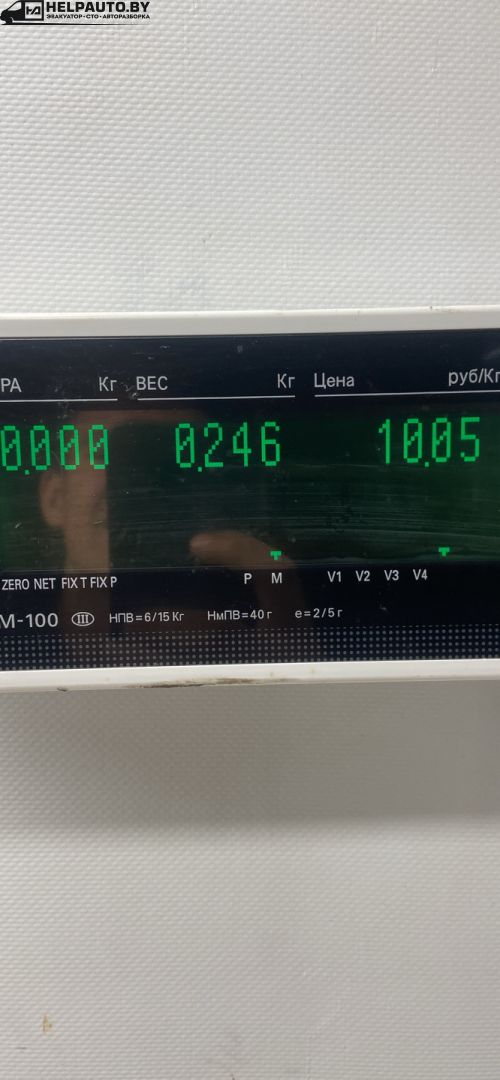 HELPAUTO.BY
ЭВАКУАТОР•СТО•АВТОРАЗБОРКА
РА Кг ВЕС Кг Цена руб/Кг
0.000 0.246 10.05
ZERO NET FIX T FIX P P M V1 V2 V3 V4
М-100 III НПВ=6/15 Кг НмПВ=40 г е=2/5 г